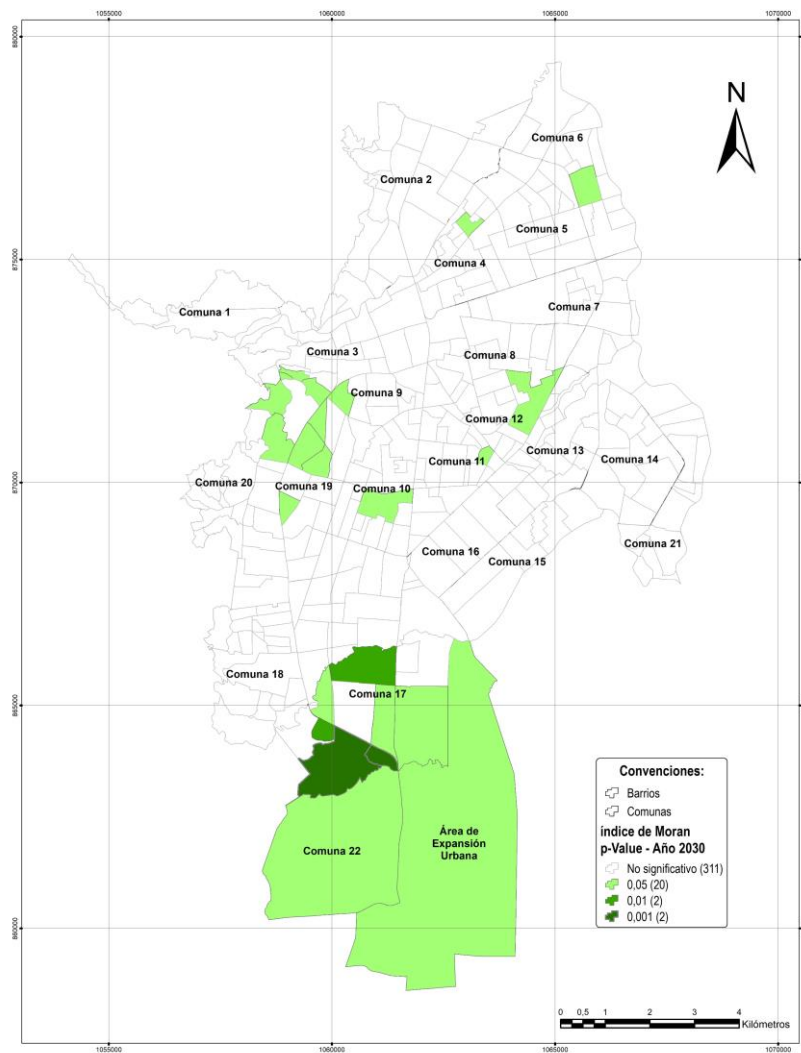 1055000
1060000
1065000
1070000
880000
875000
870000
865000
860000
N
Comuna 6
Comuna 2
Comuna 5
Comuna 4
Comuna 1
Comuna 7
Comuna 3
Comuna 8
Comuna 9
Comuna 12
Comuna 11
Comuna 13
Comuna 14
Comuna 20
Comuna 19
Comuna 10
Comuna 16
Comuna 15
Comuna 21
Comuna 18
Comuna 17
Comuna 22
Área de
Expansión
Urbana
Convenciones:
Barrios
Comunas
índice de Moran
p-Value - Año 2030
No significativo (311)
0,05 (20)
0,01 (2)
0,001 (2)
0 0,5 1 2 3 4
Kilómetros
1055000
1060000
1065000
1070000